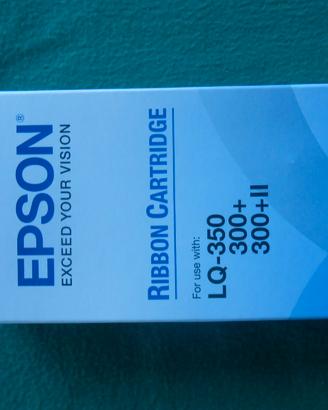 EPSON®
EXCEED YOUR VISION
RIBBON CARTRIDGE
For use with:
LQ-350
300+
300+II